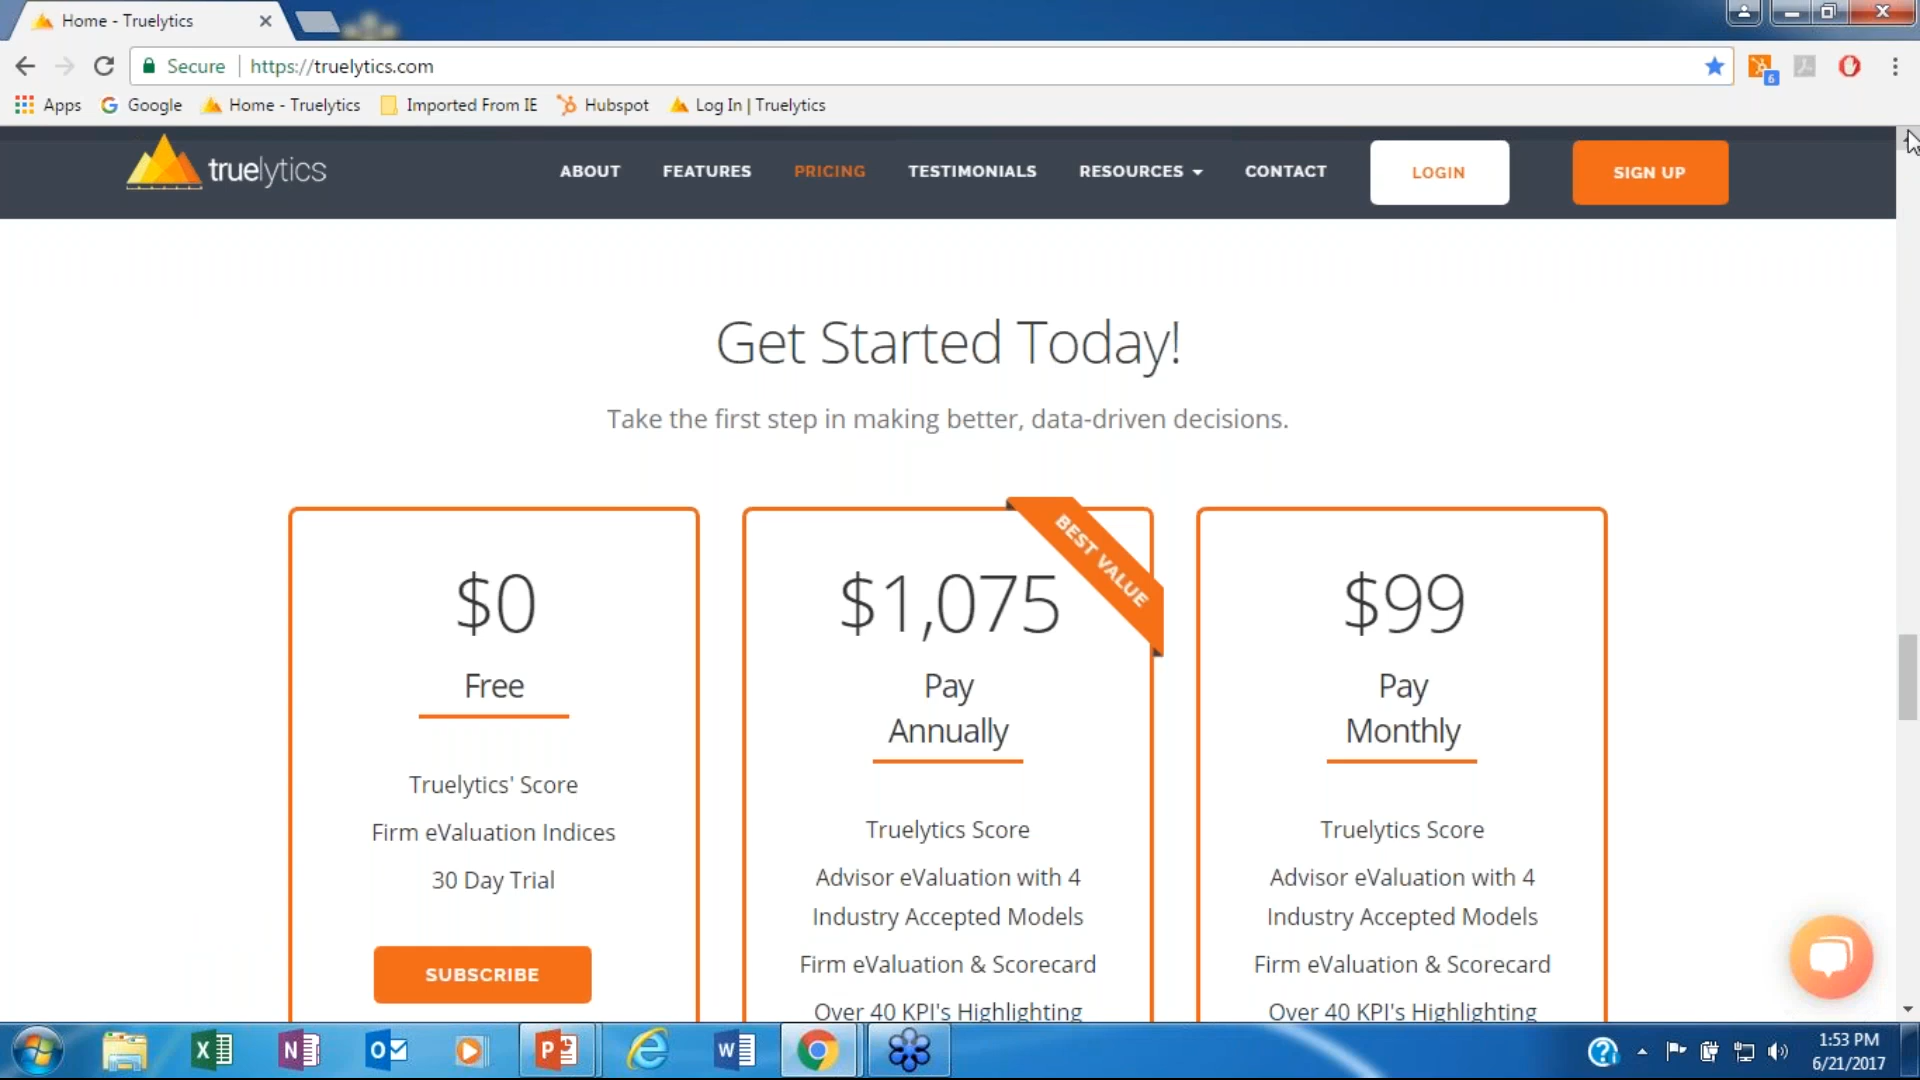 Home - Truelytics
Secure
https://truelytics.com
6
Apps
Google
Home - Truelytics
Imported From IE
Hubspot
Log In | Truelytics
truelytics
ABOUT
FEATURES
PRICING
TESTIMONIALS
RESOURCES
CONTACT
LOGIN
SIGN UP
Get Started Today!
Take the first step in making better, data-driven decisions.
$0
Free
Truelytics' Score
Firm eValuation Indices
30 Day Trial
SUBSCRIBE
BEST VALUE
$1,075
Pay
Annually
Truelytics Score
Advisor eValuation with 4
Industry Accepted Models
Firm eValuation & Scorecard
Over 40 KPI's Highlighting
$99
Pay
Monthly
Truelytics Score
Advisor eValuation with 4
Industry Accepted Models
Firm eValuation & Scorecard
Over 40 KPI's Highlighting
1:53 PM
6/21/2017